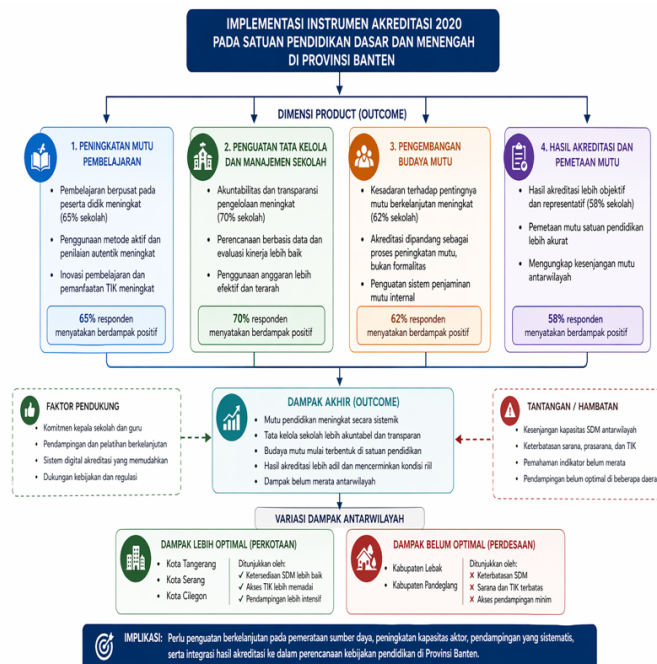 IMPLEMENTASI INSTRUMEN AKREDITASI 2020
PADA SATUAN PENDIDIKAN DASAR DAN MENENGAH
DI PROVINSI BANTEN
DIMENSI PRODUCT (OUTCOME)
1. PENINGKATAN MUTU
PEMBELAJARAN
• Pembelajaran berpusat pada
peserta didik meningkat
(65% sekolah)
• Penggunaan metode aktif dan
penilaian autentik meningkat
• Inovasi pembelajaran dan
pemanfaatan TIK meningkat
65% responden
menyatakan berdampak positif
2. PENGUATAN TATA KELOLA
DAN MANAJEMEN SEKOLAH
• Akuntabilitas dan transparansi
pengelolaan meningkat
(70% sekolah)
• Perencanaan berbasis data dan
evaluasi kinerja lebih baik
• Penggunaan anggaran lebih
efektif dan terarah
70% responden
menyatakan berdampak positif
3. PENGEMBANGAN
BUDAYA MUTU
• Kesadaran terhadap pentingnya
mutu berkelanjutan meningkat
(62% sekolah)
• Akreditasi dipandang sebagai
proses peningkatan mutu,
bukan formalitas
• Penguatan sistem penjaminan
mutu internal
62% responden
menyatakan berdampak positif
4. HASIL AKREDITASI DAN
PEMETAAN MUTU
• Hasil akreditasi lebih objektif
dan representatif (58% sekolah)
• Pemetaan mutu satuan pendidikan
lebih akurat
• Mengungkap kesenjangan mutu
antarwilayah
58% responden
menyatakan berdampak positif
FAKTOR PENDUKUNG
• Komitmen kepala sekolah dan guru
• Pendampingan dan pelatihan berkelanjutan
• Sistem digital akreditasi yang memudahkan
• Dukungan kebijakan dan regulasi
DAMPAK AKHIR (OUTCOME)
• Mutu pendidikan meningkat secara sistemik
• Tata kelola sekolah lebih akuntabel dan transparan
• Budaya mutu mulai terbentuk di satuan pendidikan
• Hasil akreditasi lebih adil dan mencerminkan kondisi riil
• Dampak belum merata antarwilayah
TANTANGAN / HAMBATAN
• Kesenjangan kapasitas SDM antarwilayah
• Keterbatasan sarana, prasarana, dan TIK
• Pemahaman indikator belum merata
• Pendampingan belum optimal di beberapa daera
VARIASI DAMPAK ANTARWILAYAH
DAMPAK LEBIH OPTIMAL (PERKOTAAN)
• Kota Tangerang
• Kota Serang
• Kota Cilegon
Ditunjukkan oleh:
✓ Ketersediaan SDM lebih baik
✓ Akses TIK lebih memadai
✓ Pendampingan lebih intensif
DAMPAK BELUM OPTIMAL (PERDESAAN)
• Kabupaten Lebak
• Kabupaten Pandeglang
Ditunjukkan oleh:
✗ Keterbatasan SDM
✗ Sarana dan TIK terbatas
✗ Akses pendampingan minim
IMPLIKASI: Perlu penguatan berkelanjutan pada pemerataan sumber daya, peningkatan kapasitas aktor, pendampingan yang sistematis,
serta integrasi hasil akreditasi ke dalam perencanaan kebijakan pendidikan di Provinsi Banten.